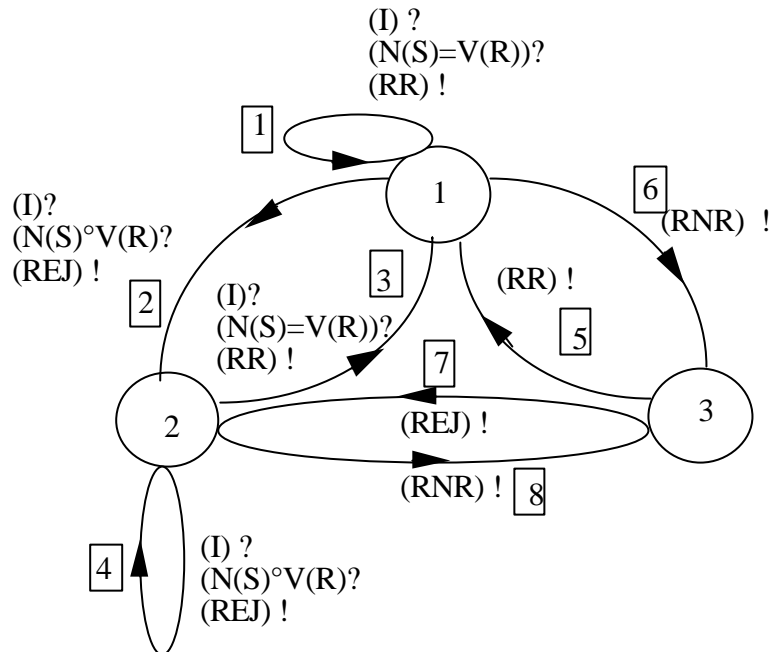 (I) ?
(N(S)=V(R))?
(RR) !
1
1
6
(RNR) !
(I)?
(N(S)°V(R)?
(REJ) !
2
3
(I)?
(N(S)=V(R))?
(RR) !
(RR) !
5
7
2
(REJ) !
3
(RNR) !
8
4
(I) ?
(N(S)°V(R)?
(REJ) !